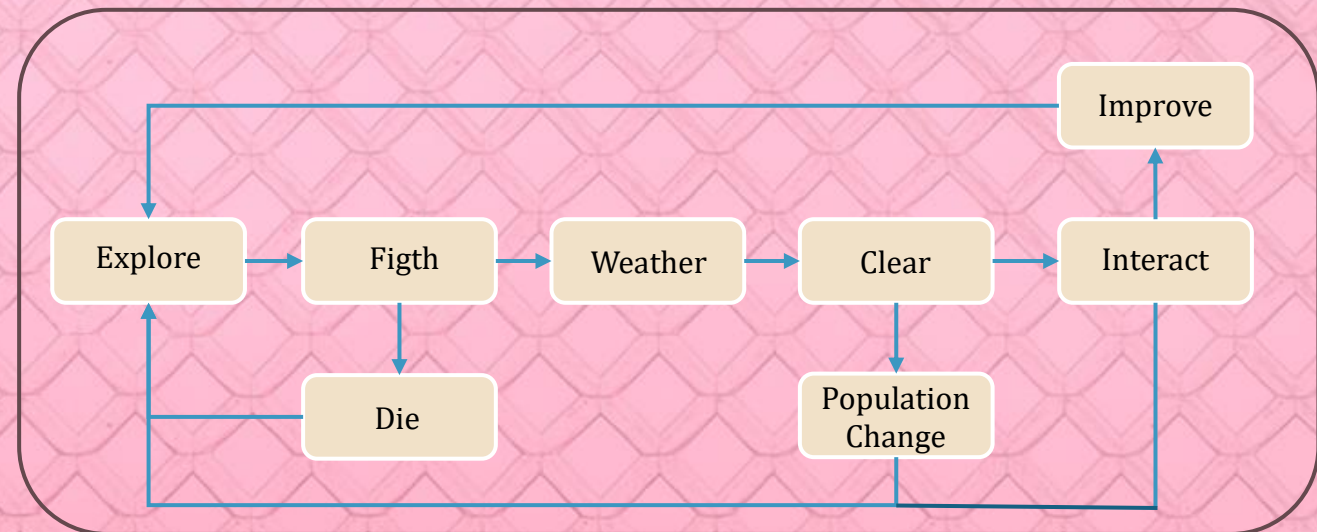 Improve
Explore
Figth
Weather
Clear
Interact
Die
Population
Change